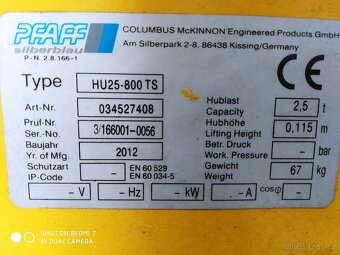 PFAFF
silberblau
P-N 2.8.166-1
COLUMBUS McKINNON Engineered Products GmbH
Am Silberpark 2-8, 86438 Kissing/Germany
Type HU25-800 TS
CE
Art-Nr. 034527408
Prüf-Nr.
Ser.-No. 3/166001-0056
Baujahr
Yr. of Mfg. 2012
Schutzart
IP-Code – EN 60 529
EN 60 034-5
Hublast
Capacity 2,5 t
Hubhöhe
Lifting Height 0,115 m
Betr. Druck
Work. Pressure – bar
Gewicht
Weight 67 kg
– V – Hz – kW – A cos φ –
SHOT ON REDMI 7
AI DUAL CAMERA